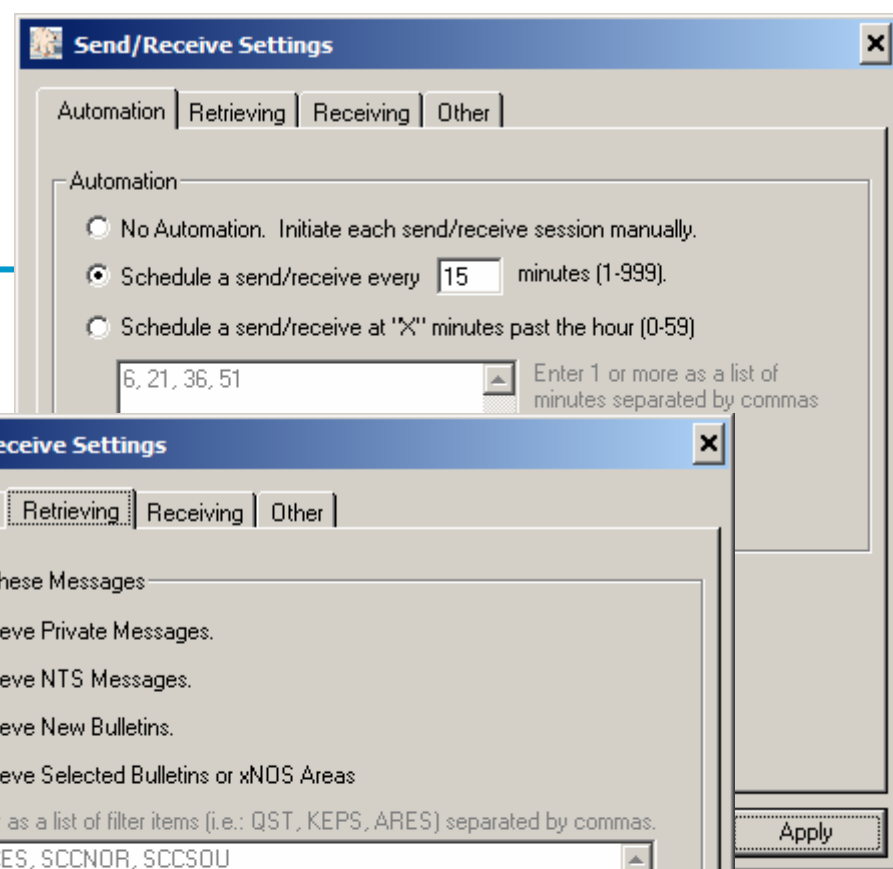 Send/Receive Settings
Automation Retrieving Receiving Other
Automation
No Automation. Initiate each send/receive session manually.
Schedule a send/receive every 15 minutes (1-999).
Schedule a send/receive at "X" minutes past the hour (0-59)
6, 21, 36, 51
Enter 1 or more as a list of
minutes separated by commas
eceive Settings
Retrieving Receiving Other
hese Messages
eve Private Messages.
eve NTS Messages.
eve New Bulletins.
eve Selected Bulletins or xNOS Areas
as a list of filter items (i.e.: QST, KEPS, ARES) separated by commas.
CES, SCCNOR, SCCSOU
Apply